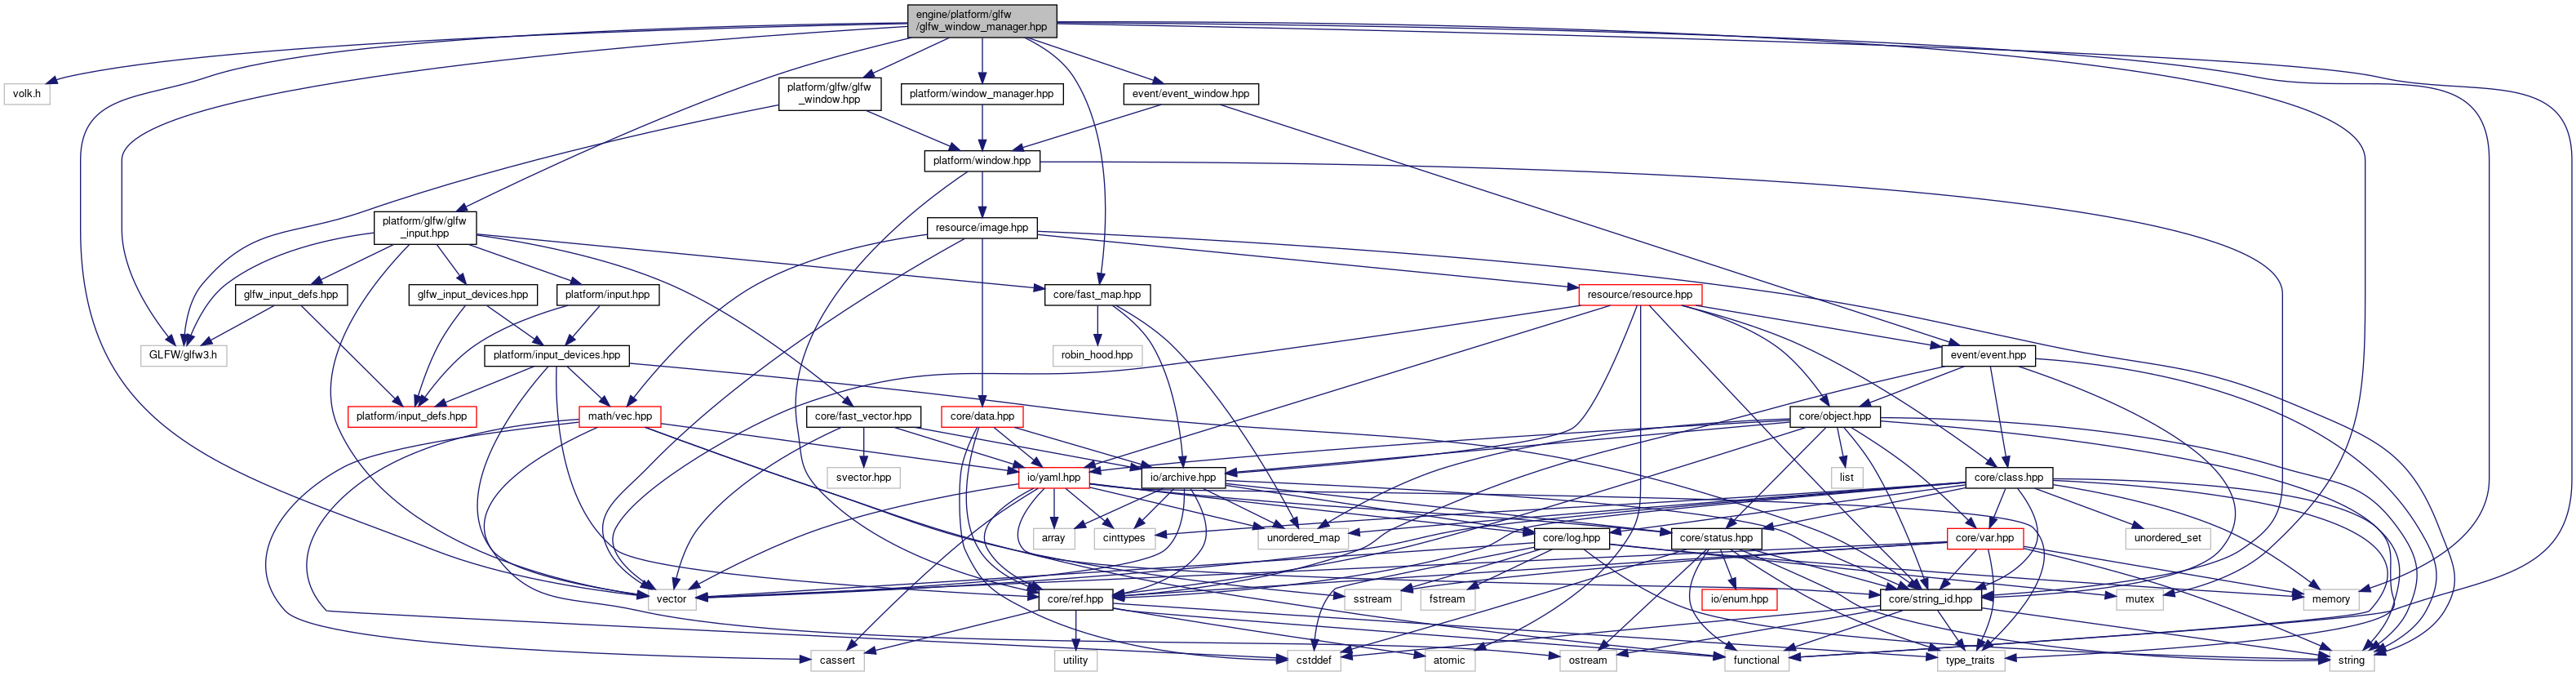 engine/platform/glfw
/glfw_window_manager.hpp
volk.h
platform/glfw/glfw
_window.hpp
platform/window_manager.hpp
event/event_window.hpp
platform/window.hpp
platform/glfw/glfw
_input.hpp
resource/image.hpp
glfw_input_defs.hpp
glfw_input_devices.hpp
platform/input.hpp
core/fast_map.hpp
resource/resource.hpp
GLFW/glfw3.h
platform/input_devices.hpp
robin_hood.hpp
event/event.hpp
platform/input_defs.hpp
math/vec.hpp
core/fast_vector.hpp
core/data.hpp
core/object.hpp
svector.hpp
io/yaml.hpp
io/archive.hpp
list
core/class.hpp
array
cinttypes
unordered_map
core/log.hpp
core/status.hpp
core/var.hpp
unordered_set
vector
core/ref.hpp
sstream
fstream
io/enum.hpp
core/string_id.hpp
mutex
memory
cassert
utility
cstddef
atomic
ostream
functional
type_traits
string